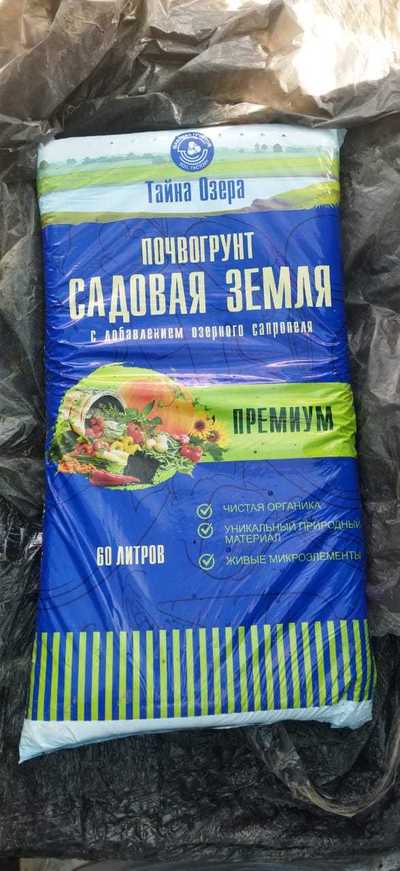 Тайна Озера
ПОЧВОГРУНТ
САДОВАЯ ЗЕМЛЯ
с добавлением озерного сапропеля
ПРЕМИУМ
ЧИСТАЯ ОРГАНИКА
УНИКАЛЬНЫЙ ПРИРОДНЫЙ
МАТЕРИАЛ
ЖИВЫЕ МИКРОЭЛЕМЕНТЫ
60 ЛИТРОВ